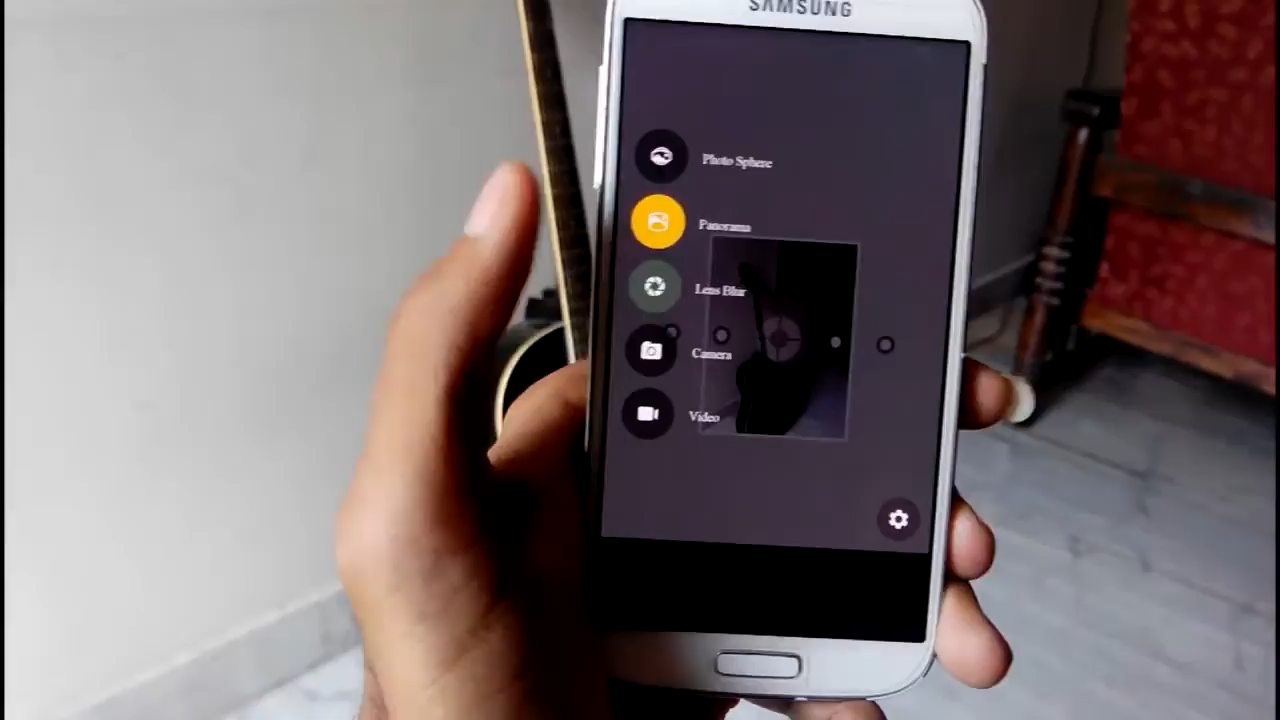 SAMSUNG
Photo Sphere
Panorama
Lens Blur
Camera
Video